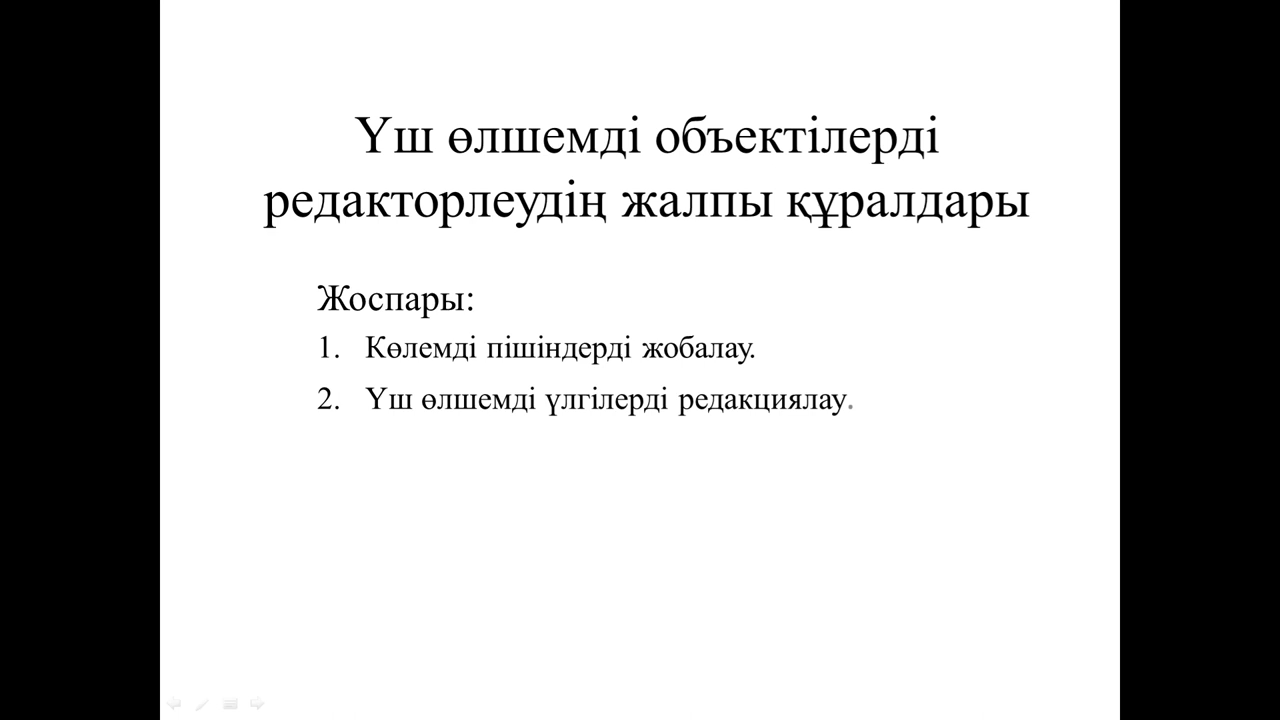 Үш өлшемді объектілерді
редакторлеудің жалпы құралдары
Жоспары:
1. Көлемді пішіндерді жобалау.
2. Үш өлшемді үлгілерді редакциялау.